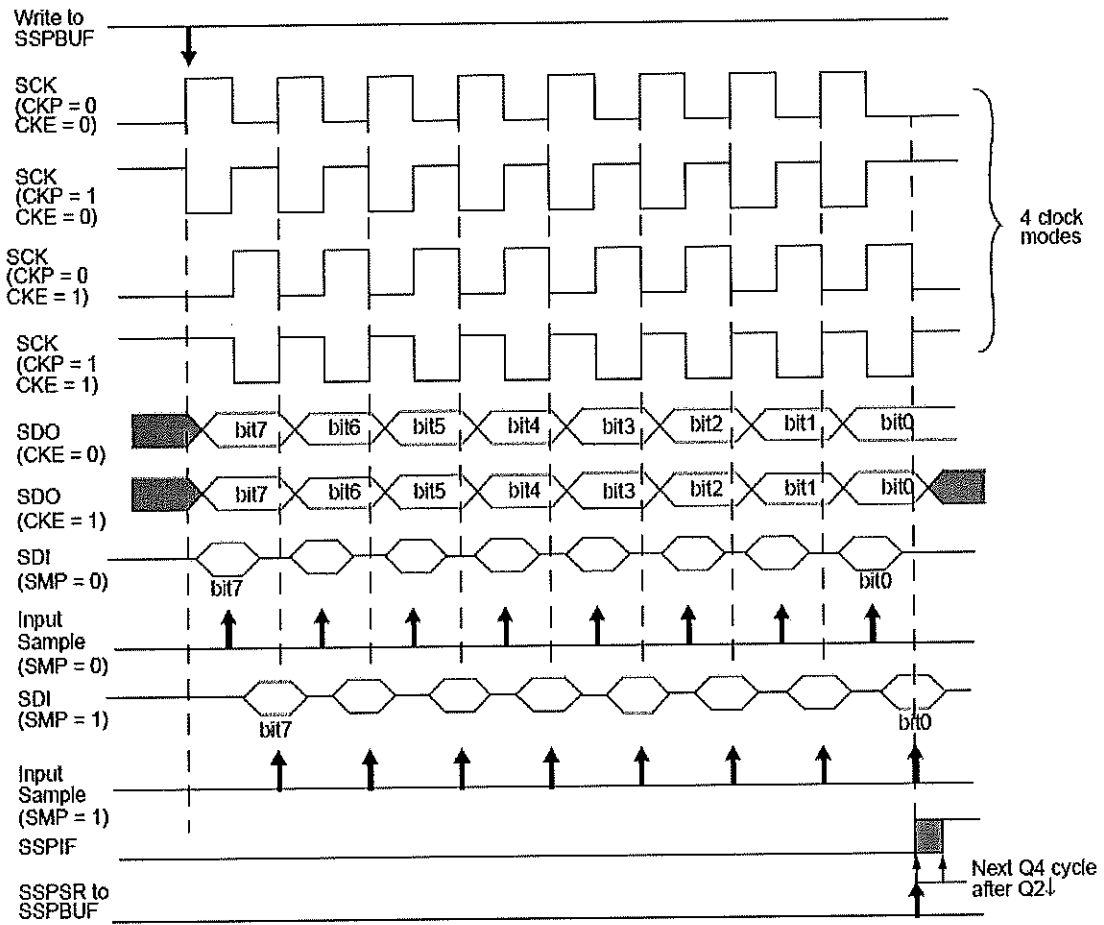 Write to
SSPBUF
SCK
(CKP = 0
CKE = 0)
SCK
(CKP = 1
CKE = 0)
4 clock
modes
SCK
(CKP = 0
CKE = 1)
SCK
(CKP = 1
CKE = 1)
SDO
(CKE = 0)
bit7 bit6 bit5 bit4 bit3 bit2 bit1 bit0
SDO
(CKE = 1)
bit7 bit6 bit5 bit4 bit3 bit2 bit1 bit0
SDI
(SMP = 0)
bit7 bit0
Input
Sample
(SMP = 0)
SDI
(SMP = 1)
bit7 bit0
Input
Sample
(SMP = 1)
SSPIF
Next Q4 cycle
after Q2↓
SSPSR to
SSPBUF